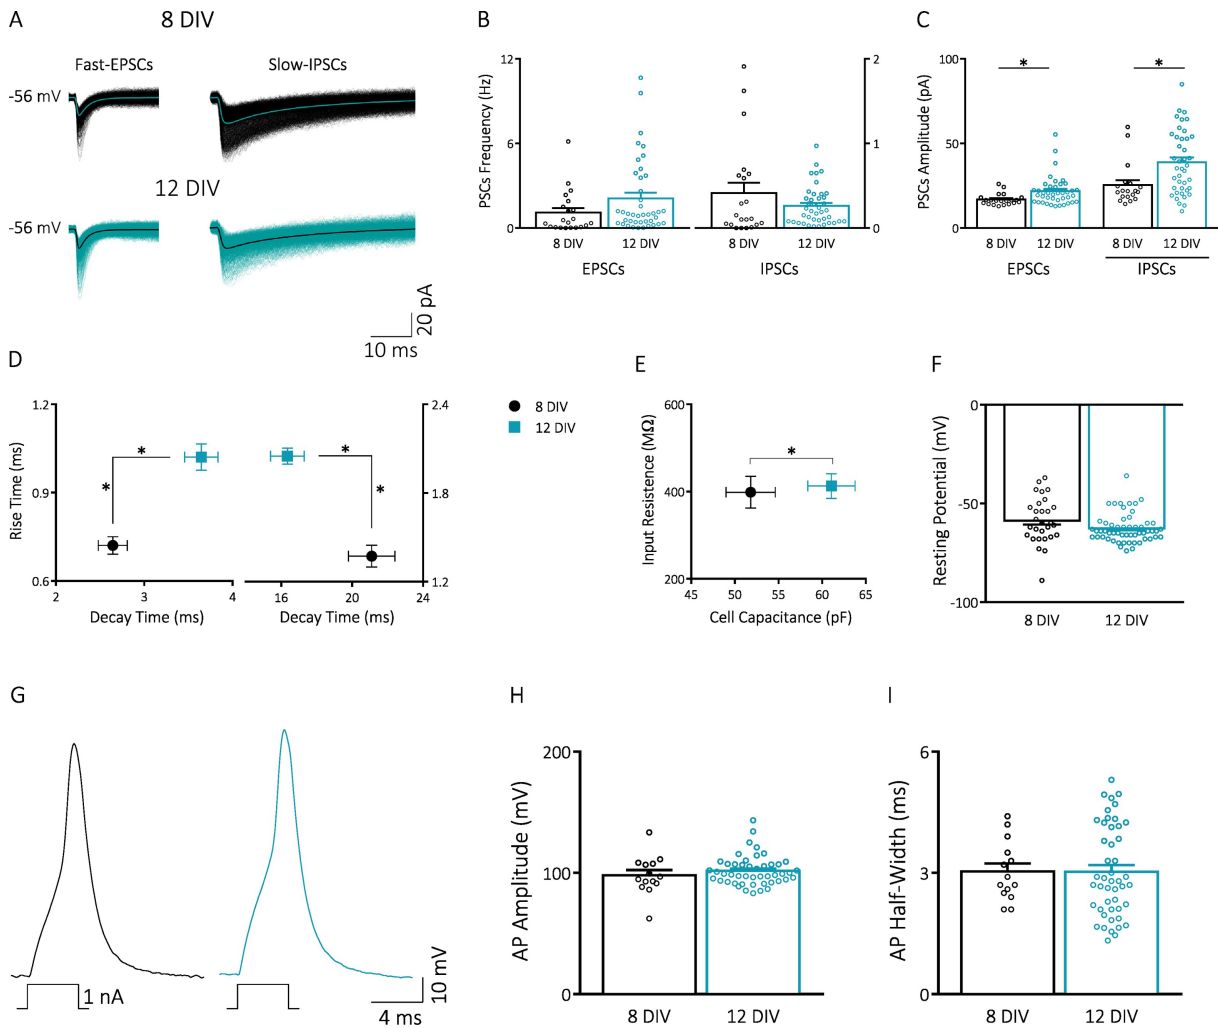 A
8 DIV
Fast-EPSCs
Slow-IPSCs
-56 mV
12 DIV
-56 mV
20 pA
10 ms
B
PSCs Frequency (Hz)
12
6
0
2
1
0
8 DIV
12 DIV
8 DIV
12 DIV
EPSCs
IPSCs
C
PSCs Amplitude (pA)
100
50
0
*
*
8 DIV
12 DIV
8 DIV
12 DIV
EPSCs
IPSCs
D
Rise Time (ms)
1.2
0.9
0.6
2.4
1.8
1.2
*
*
*
*
2
3
4
16
20
24
Decay Time (ms)
Decay Time (ms)
8 DIV
12 DIV
E
Input Resistence (MΩ)
600
400
200
*
45
50
55
60
65
Cell Capacitance (pF)
F
Resting Potential (mV)
0
-50
-100
8 DIV
12 DIV
G
1 nA
10 mV
4 ms
H
AP Amplitude (mV)
200
100
0
8 DIV
12 DIV
I
AP Half-Width (ms)
6
3
0
8 DIV
12 DIV